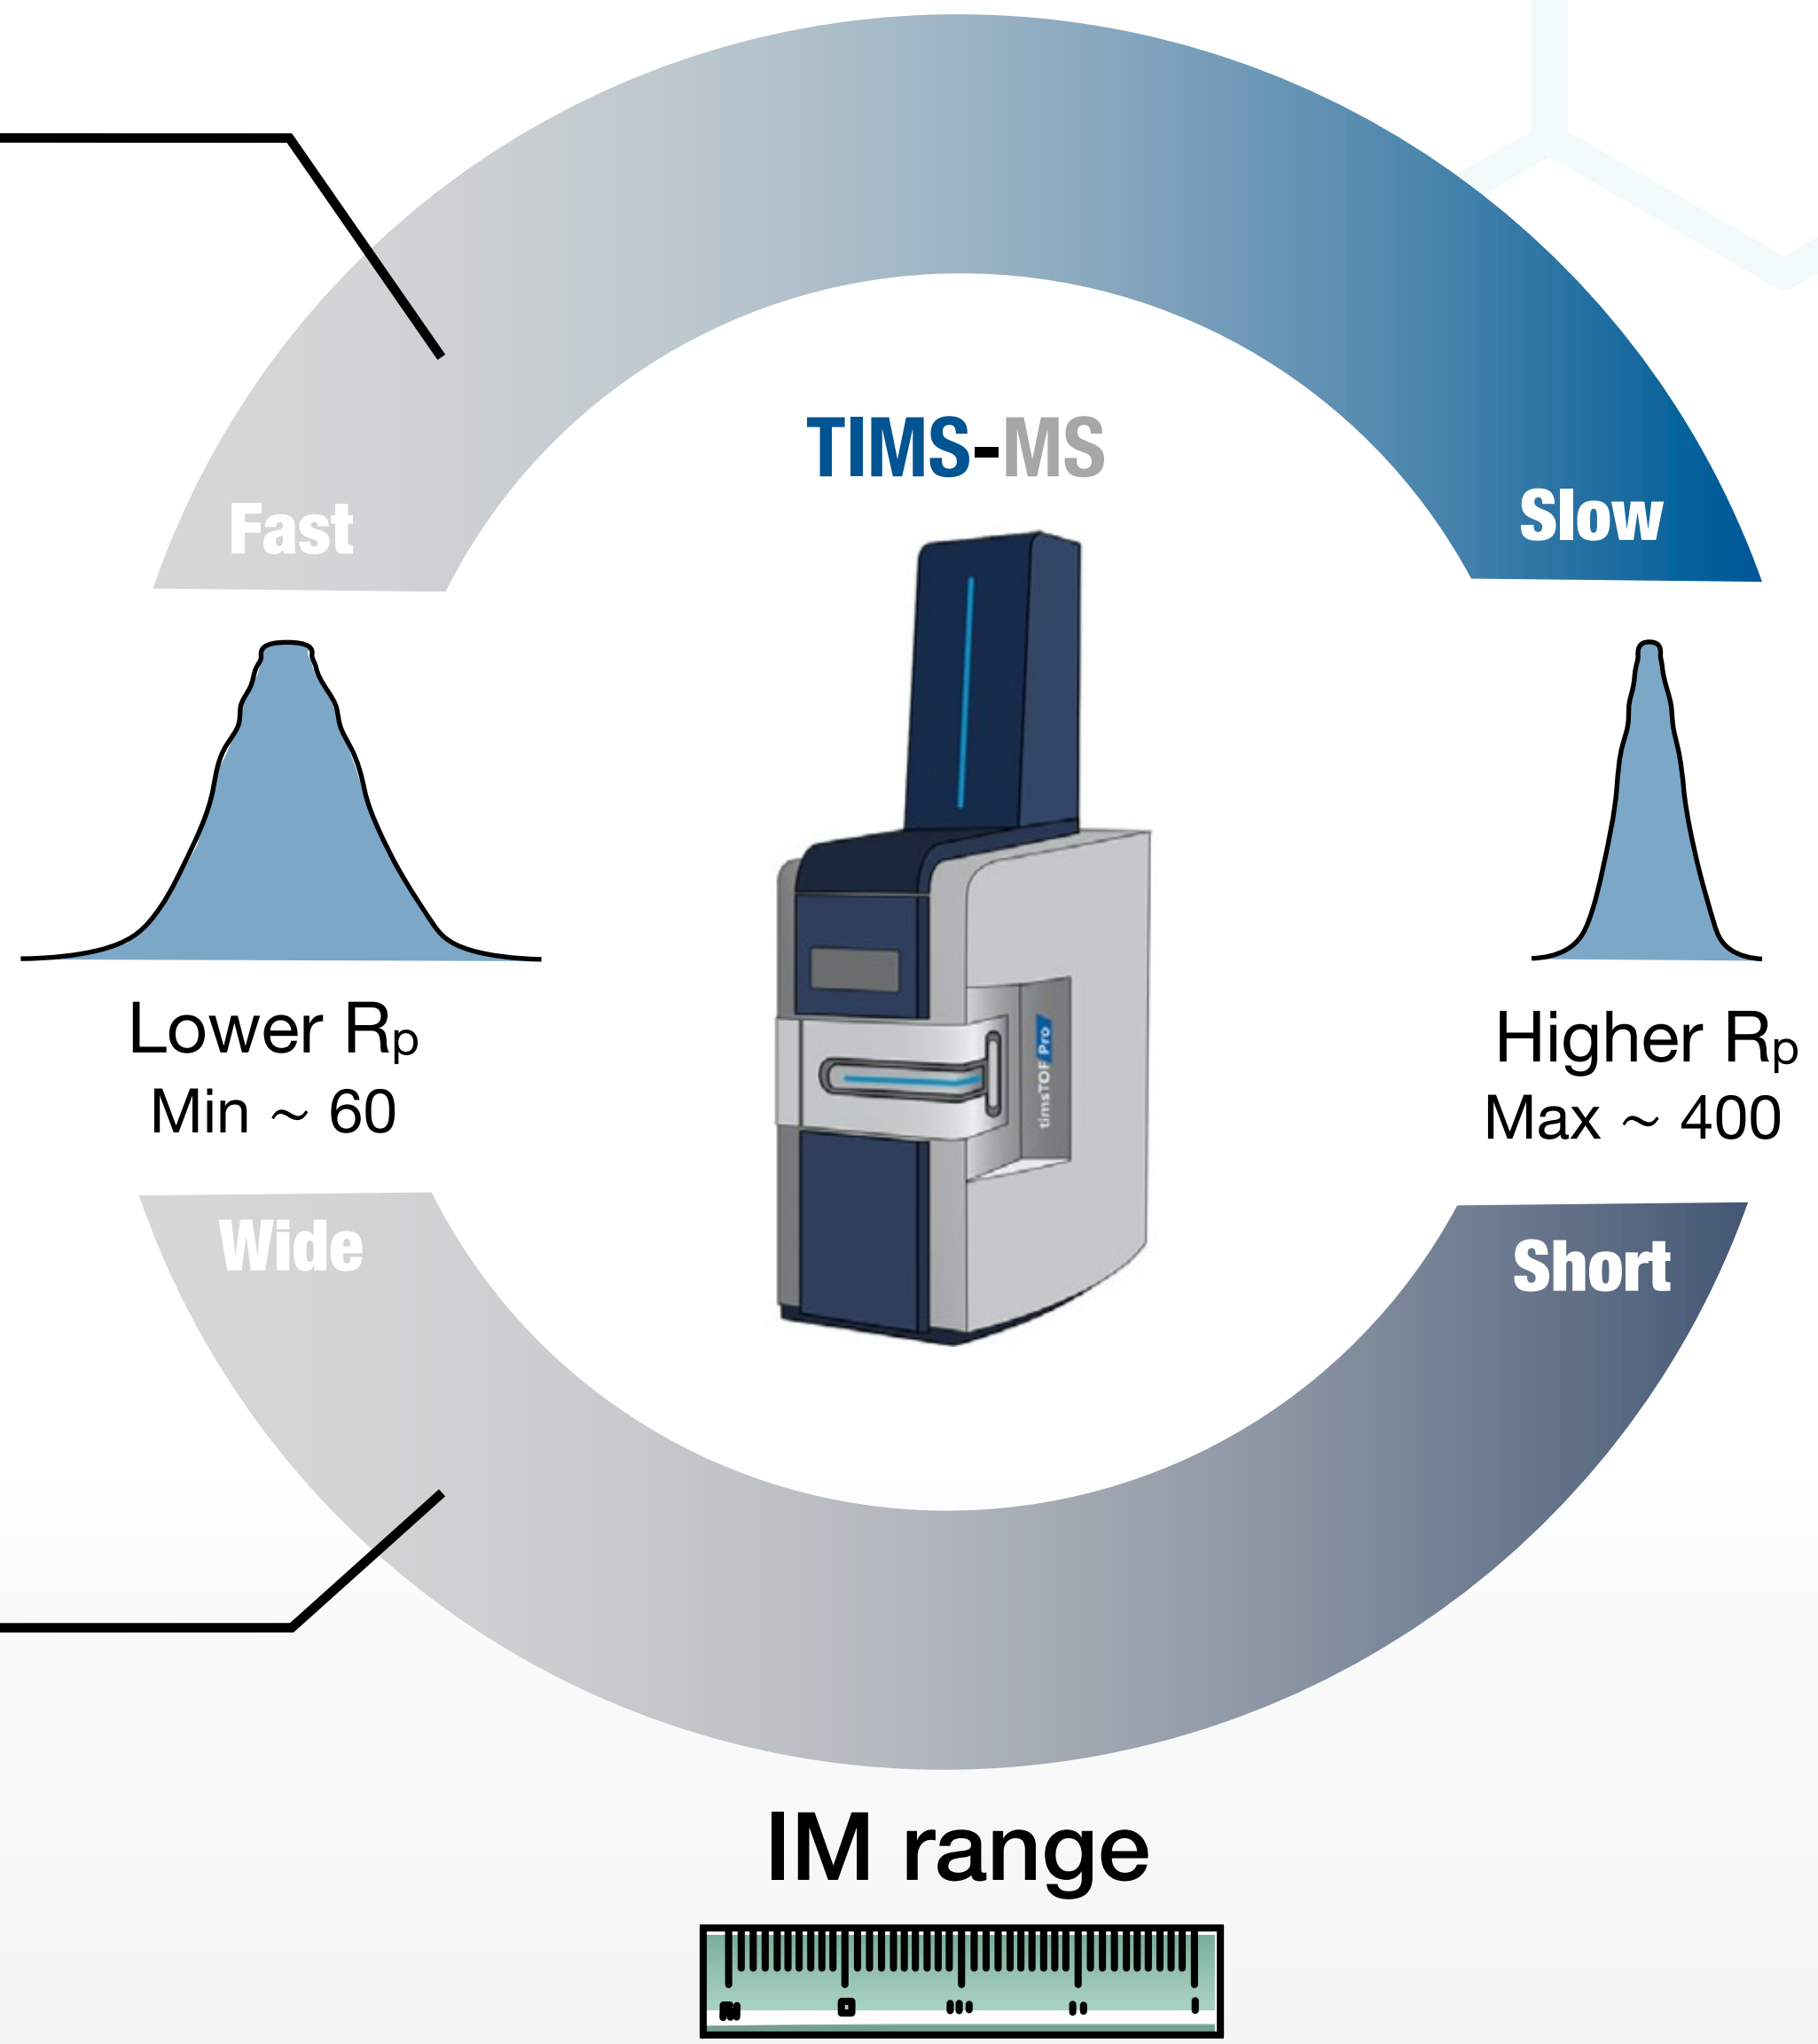 TIMS-MS
Fast
Slow
Lower Rp
Min ~ 60
timsTOF Pro
Higher Rp
Max ~ 400
Wide
Short
IM range